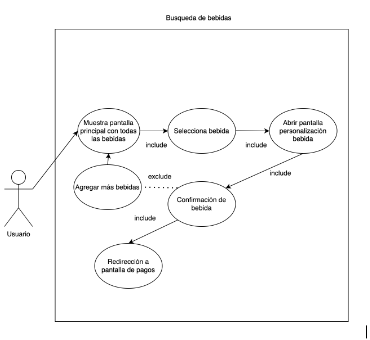 Busqueda de bebidas
Muestra pantalla
principal con todas
las bebidas
include
Selecciona bebida
include
Abrir pantalla
personalización
bebida
include
Agregar más bebidas
exclude
Confirmación de
bebida
include
Redirección a
pantalla de pagos
Usuario